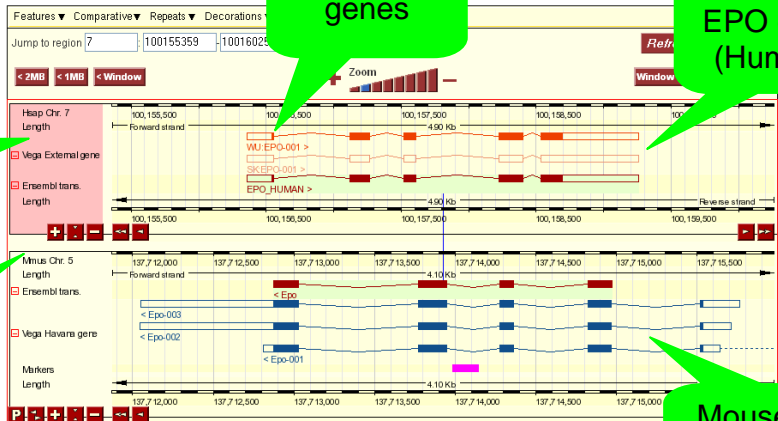 genes
Features ▼ Comparative▼ Repeats ▼ Decorations
EPO
Jump to region 7 : 100155359 -
< 2MB < 1MB < Window
+ Zoom −
Window
Hsap Chr. 7
Length
100,155,500 100,157,500 100,158,500
Forward strand 4.90 Kb
WU:EPO-001 >
Vega External gene
SK:EPO-001 >
Ensembl trans.
EPO_HUMAN >
Length
4.90 Kb Reverse strand
100,155,500 100,156,500 100,157,500 100,158,500 100,159,500
Mmus Chr. 5
137,712,000 137,712,500 137,713,000 137,713,500 137,714,000 137,714,500 137,715,000 137,715,500
Length
Forward strand 4.10 Kb
Ensembl trans.
< Epo
< Epo-003
Vega Havana gene
< Epo-002
< Epo-001
Markers
Length
4.10 Kb
137,712,000 137,712,500 137,713,000 137,713,500 137,714,000 137,714,500 137,715,000
P
Mouse